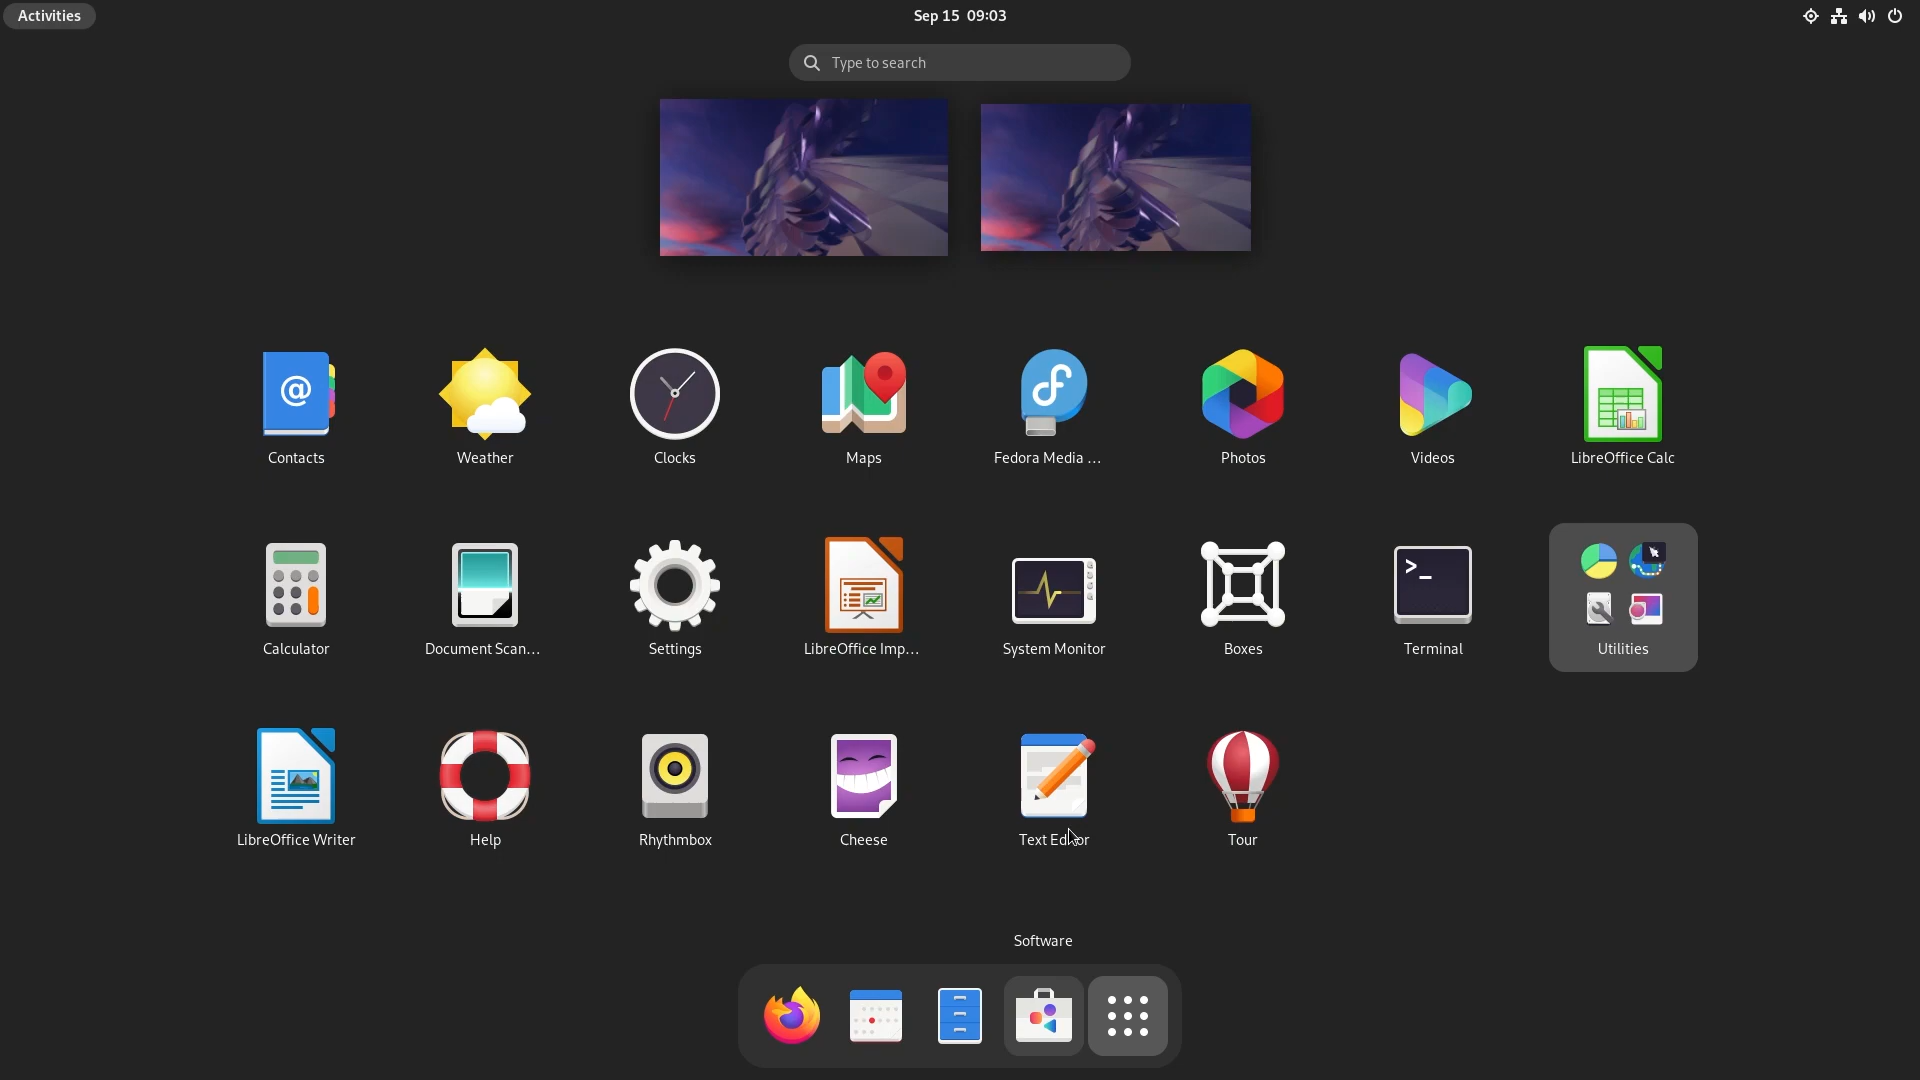 Activities
Sep 15 09:03
Type to search
@
Contacts
Weather
Clocks
Maps
Fedora Media ...
Photos
Videos
LibreOffice Calc
>_
Calculator
Document Scan...
Settings
LibreOffice Imp...
System Monitor
Boxes
Terminal
Utilities
LibreOffice Writer
Help
Rhythmbox
Cheese
Text Editor
Tour
Software